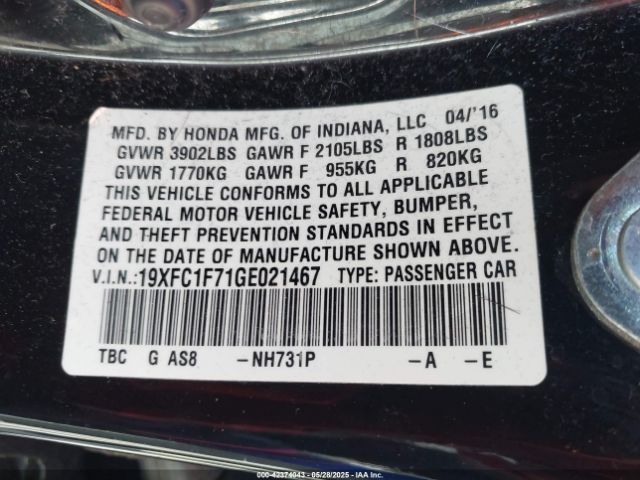 MFD. BY HONDA MFG. OF INDIANA, LLC 04/'16
GVWR 3902LBS GAWR F 2105LBS R 1808LBS
GVWR 1770KG GAWR F 955KG R 820KG
THIS VEHICLE CONFORMS TO ALL APPLICABLE
FEDERAL MOTOR VEHICLE SAFETY, BUMPER,
AND THEFT PREVENTION STANDARDS IN EFFECT
ON THE DATE OF MANUFACTURE SHOWN ABOVE.
V.I.N.:19XFC1F71GE021467 TYPE: PASSENGER CAR
TBC G AS8 -NH731P -A -E
000-42374043 - 05/28/2025 - IAA